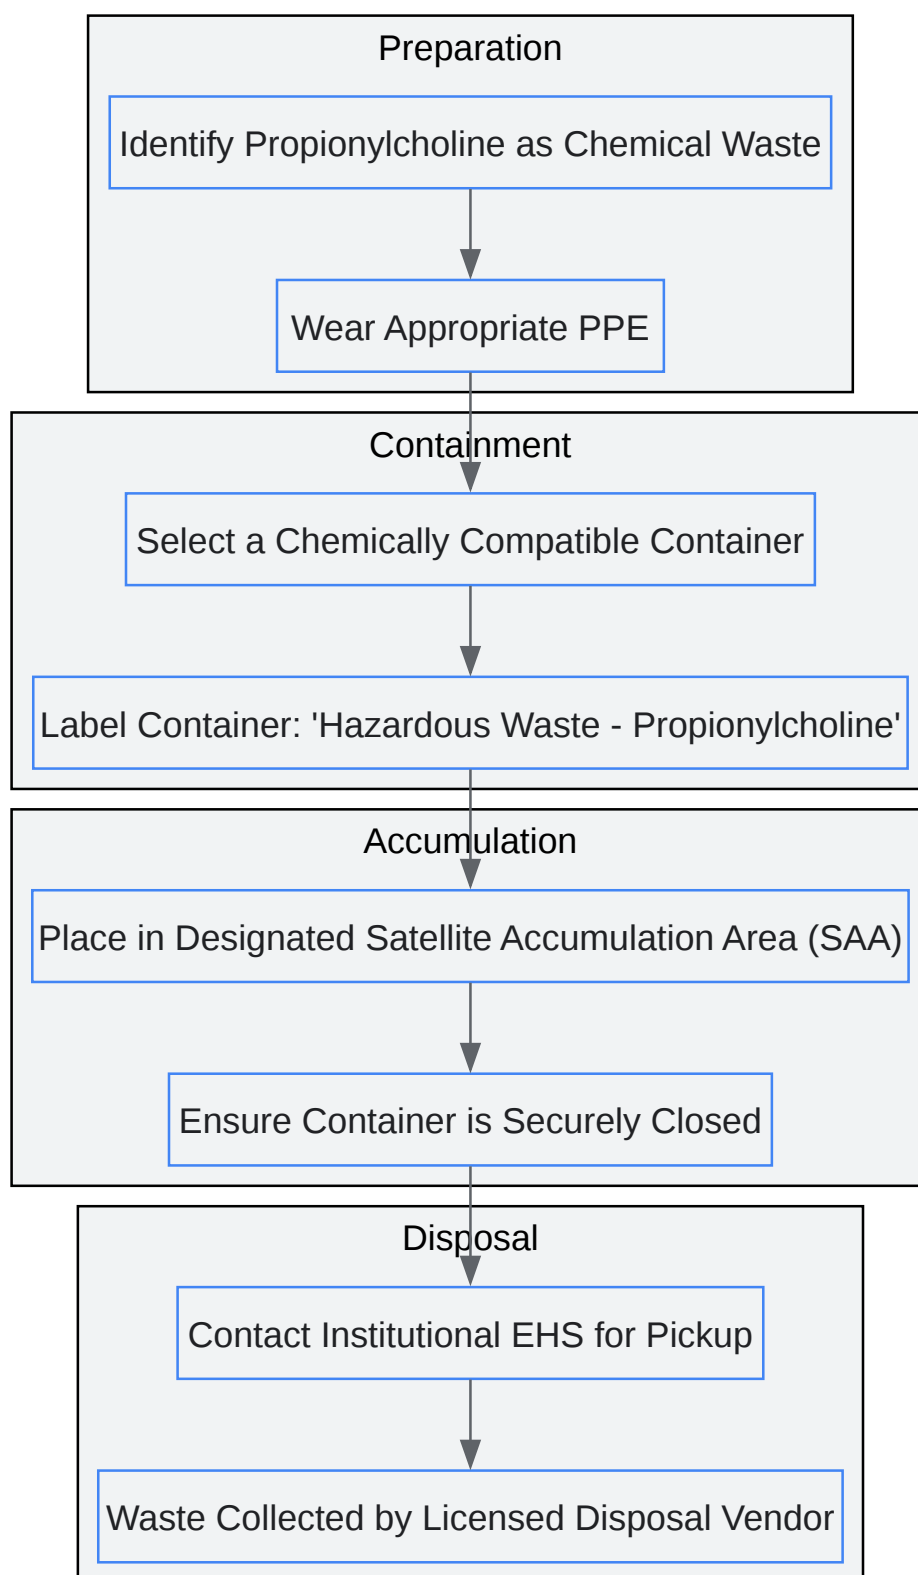 Preparation
Identify Propionylcholine as Chemical Waste
Wear Appropriate PPE
Containment
Select a Chemically Compatible Container
Label Container: 'Hazardous Waste - Propionylcholine'
Accumulation
Place in Designated Satellite Accumulation Area (SAA)
Ensure Container is Securely Closed
Disposal
Contact Institutional EHS for Pickup
Waste Collected by Licensed Disposal Vendor